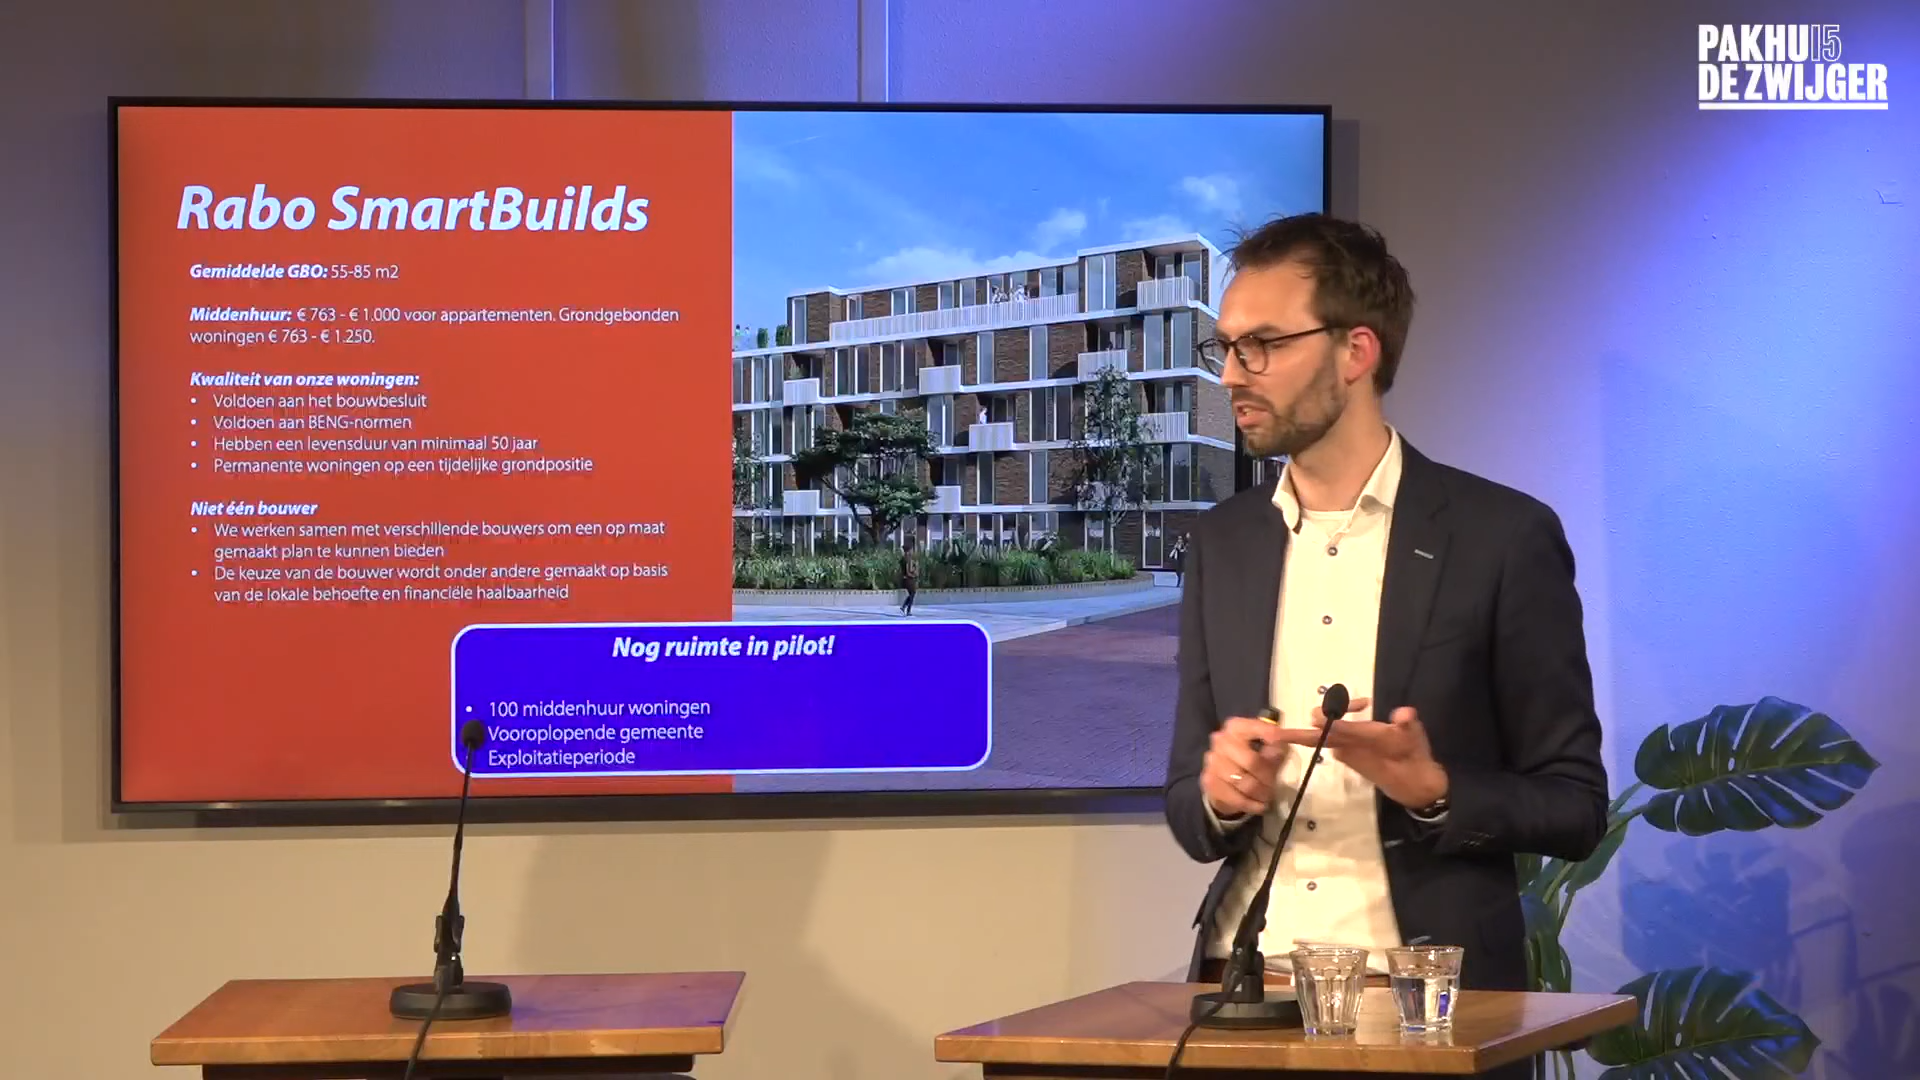 PAKHU15
DE ZWIJGER
Rabo SmartBuilds
Gemiddelde GBO: 55-85 m2
Middenhuur: € 763 - € 1.000 voor appartementen. Grondgebonden
woningen € 763 - € 1.250.
Kwaliteit van onze woningen:
• Voldoen aan het bouwbesluit
• Voldoen aan BENG-normen
• Hebben een levensduur van minimaal 50 jaar
• Permanente woningen op een tijdelijke grondpositie
Niet één bouwer
• We werken samen met verschillende bouwers om een op maat
gemaakt plan te kunnen bieden
• De keuze van de bouwer wordt onder andere gemaakt op basis
van de lokale behoefte en financiële haalbaarheid
Nog ruimte in pilot!
• 100 middenhuur woningen
Vooroplopende gemeente
Exploitatieperiode